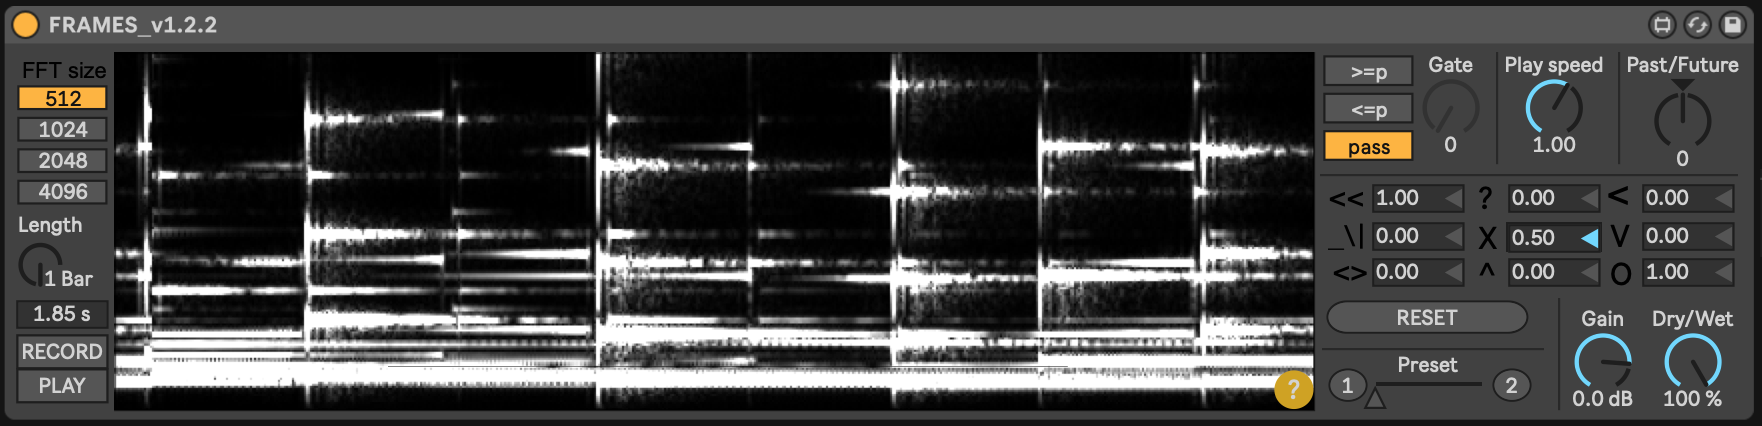 FRAMES_v1.2.2
FFT size
512
1024
2048
4096
Length
1 Bar
1.85 s
RECORD
PLAY
?
>=p
<=p
pass
Gate
0
Play speed
1.00
Past/Future
0
<< 1.00 ? 0.00 < 0.00
_\| 0.00 X 0.50 V 0.00
<> 0.00 ^ 0.00 O 1.00
RESET
Preset
1 2
Gain
0.0 dB
Dry/Wet
100 %